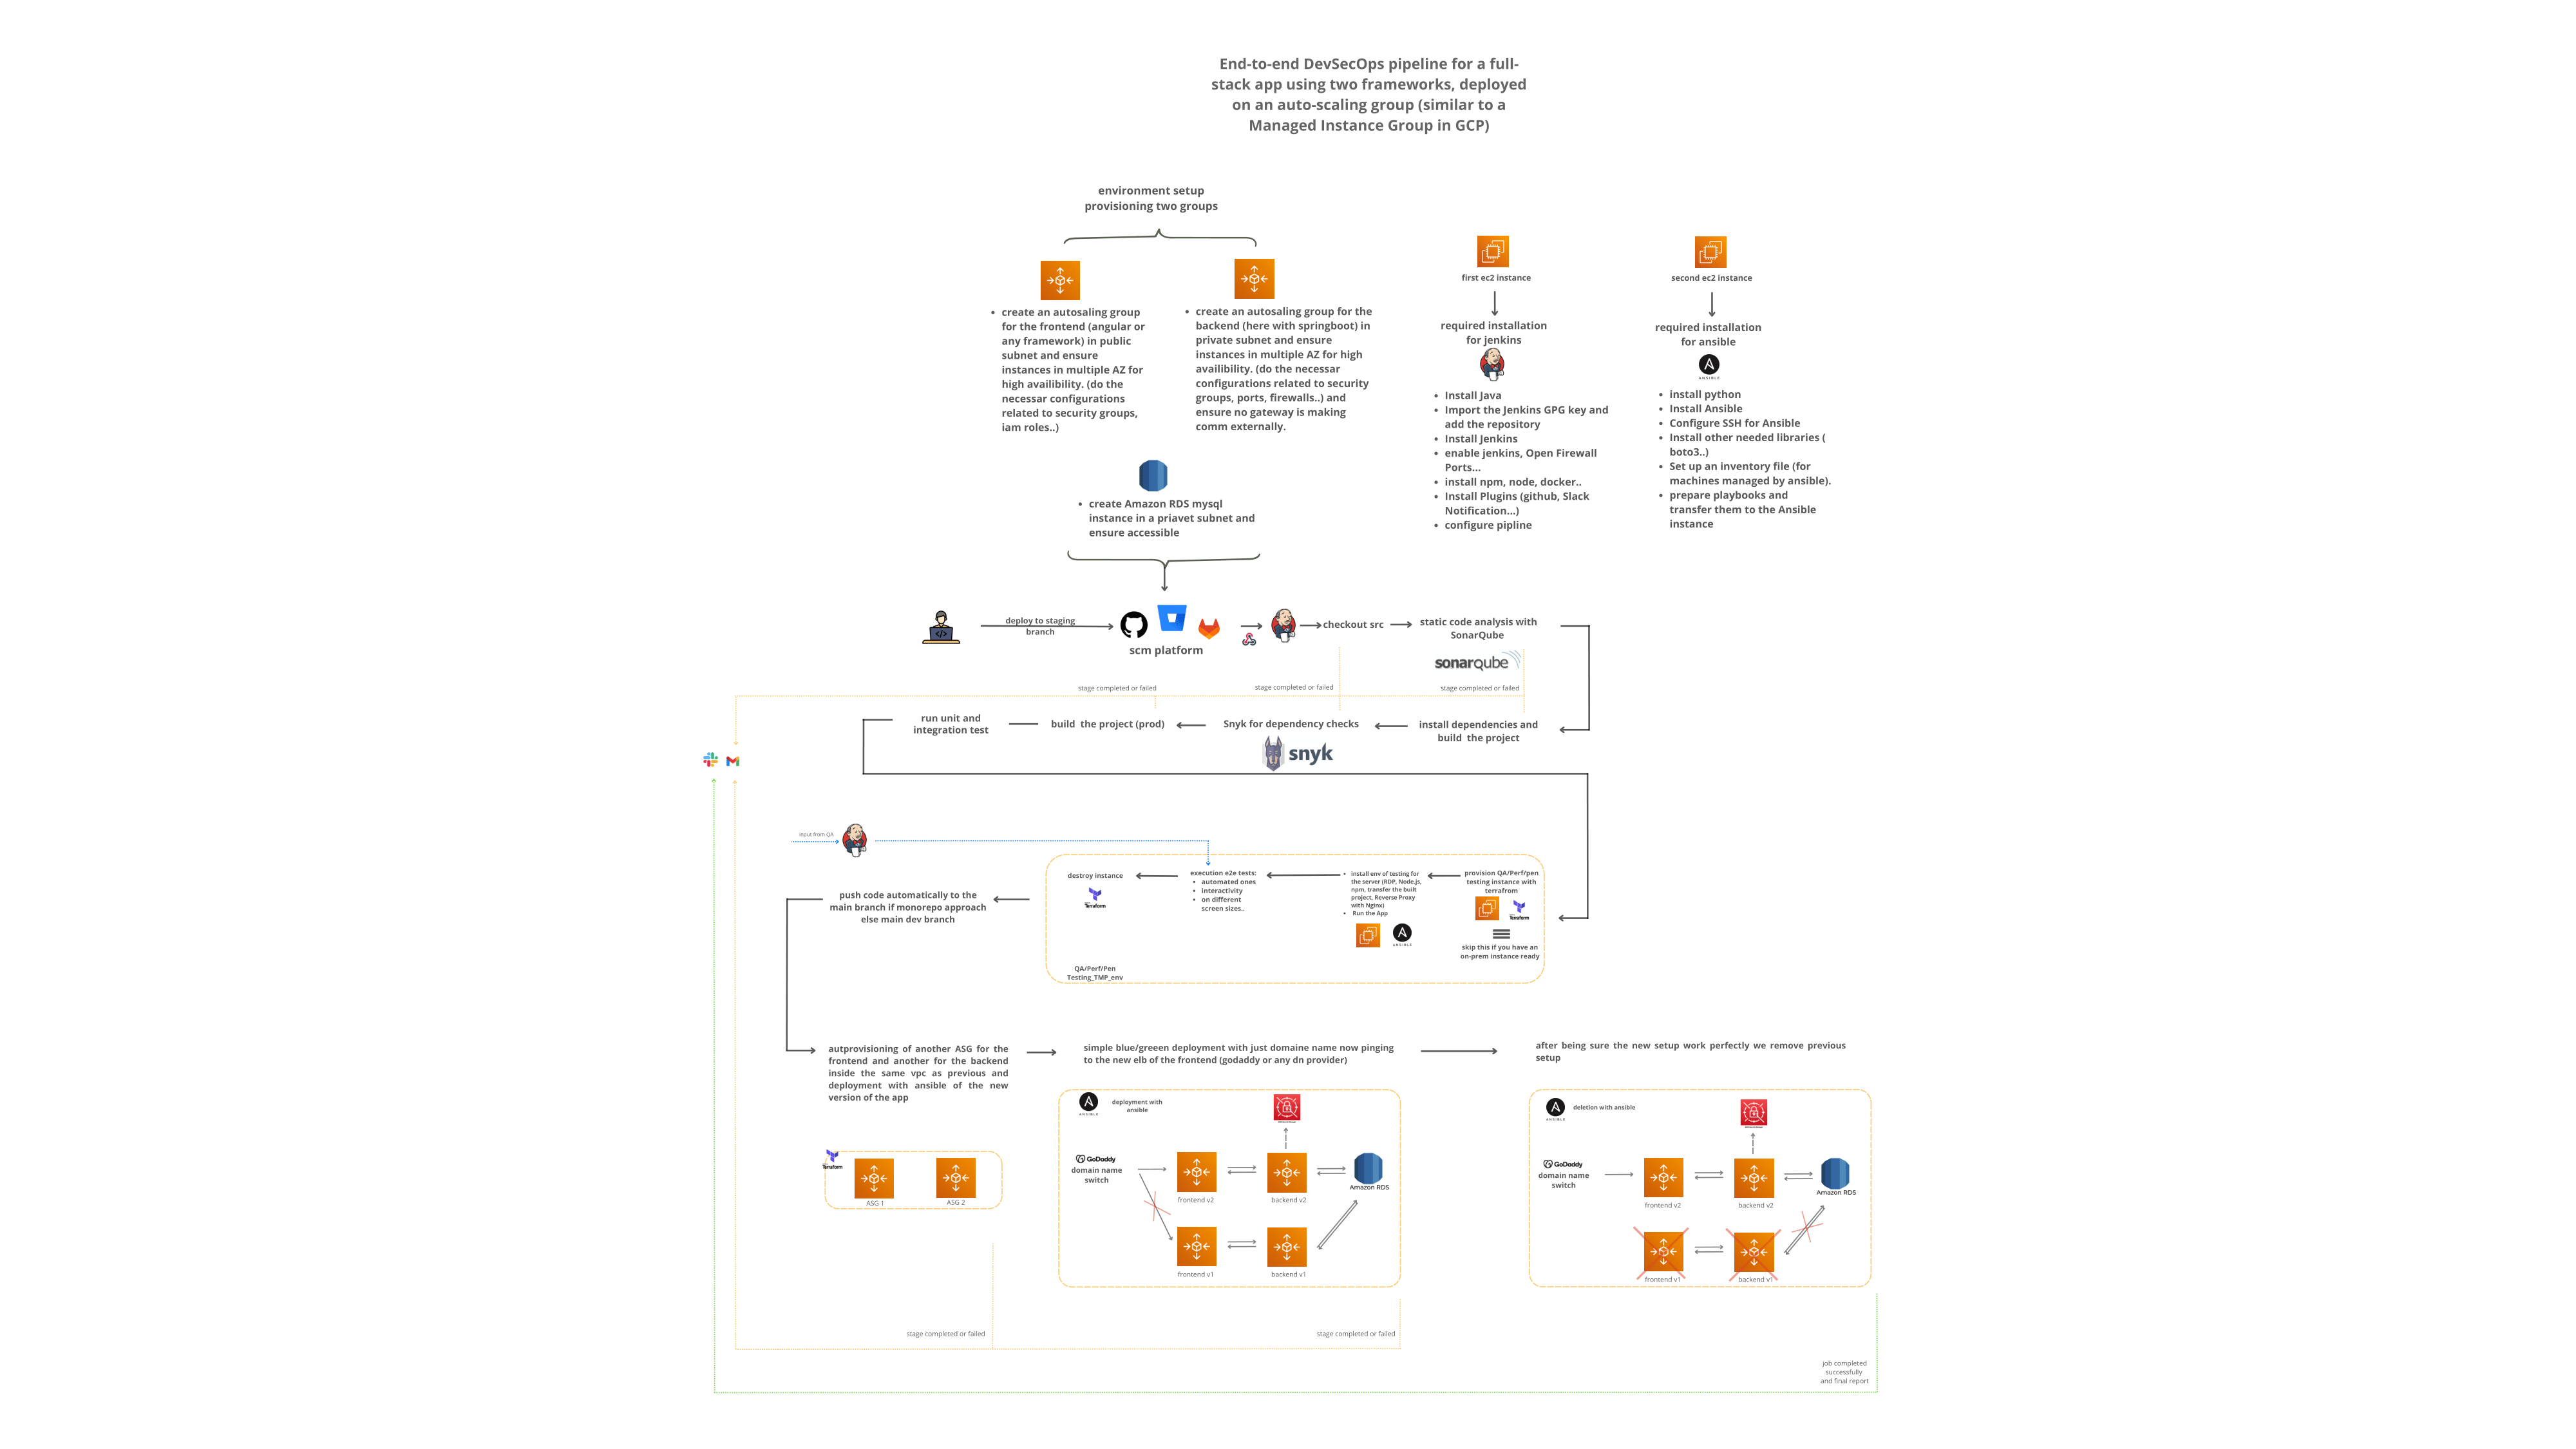 End-to-end DevSecOps pipeline for a full-
stack app using two frameworks, deployed
on an auto-scaling group (similar to a
Managed Instance Group in GCP)
environment setup
provisioning two groups
create an autosaling group
for the frontend (angular or
any framework) in public
subnet and ensure
instances in multiple AZ for
high availibility. (do the
necessar configurations
related to security groups,
iam roles..)
create an autosaling group for the
backend (here with springboot) in
private subnet and ensure
instances in multiple AZ for high
availibility. (do the necessar
configurations related to security
groups, ports, firewalls..) and
ensure no gateway is making
comm externally.
first ec2 instance
required installation
for jenkins
Install Java
Import the Jenkins GPG key and
add the repository
Install Jenkins
enable jenkins, Open Firewall
Ports...
install npm, node, docker..
Install Plugins (github, Slack
Notification...)
configure pipline
second ec2 instance
required installation
for ansible
ANSIBLE
install python
Install Ansible
Configure SSH for Ansible
Install other needed libraries (
boto3..)
Set up an inventory file (for
machines managed by ansible).
prepare playbooks and
transfer them to the Ansible
instance
create Amazon RDS mysql
instance in a priavet subnet and
ensure accessible
deploy to staging
branch
scm platform
checkout src
static code analysis with
SonarQube
sonarqube
stage completed or failed
stage completed or failed
stage completed or failed
run unit and
integration test
build the project (prod)
Snyk for dependency checks
snyk
install dependencies and
build the project
input from QA
push code automatically to the
main branch if monorepo approach
else main dev branch
destroy instance
Terraform
execution e2e tests:
automated ones
interactivity
on different
screen sizes..
install env of testing for
the server (RDP, Node.js,
npm, transfer the built
project, Reverse Proxy
with Nginx)
Run the App
ANSIBLE
provision QA/Perf/pen
testing instance with
terrafrom
Terraform
skip this if you have an
on-prem instance ready
QA/Perf/Pen
Testing_TMP_env
autprovisioning of another ASG for the
frontend and another for the backend
inside the same vpc as previous and
deployment with ansible of the new
version of the app
Terraform
ASG 1
ASG 2
simple blue/greeen deployment with just domaine name now pinging
to the new elb of the frontend (godaddy or any dn provider)
ANSIBLE
deployment with
ansible
GoDaddy
domain name
switch
frontend v2
backend v2
Amazon RDS
frontend v1
backend v1
after being sure the new setup work perfectly we remove previous
setup
ANSIBLE
deletion with ansible
GoDaddy
domain name
switch
frontend v2
backend v2
Amazon RDS
frontend v1
backend v1
stage completed or failed
stage completed or failed
job completed
successfully
and final report